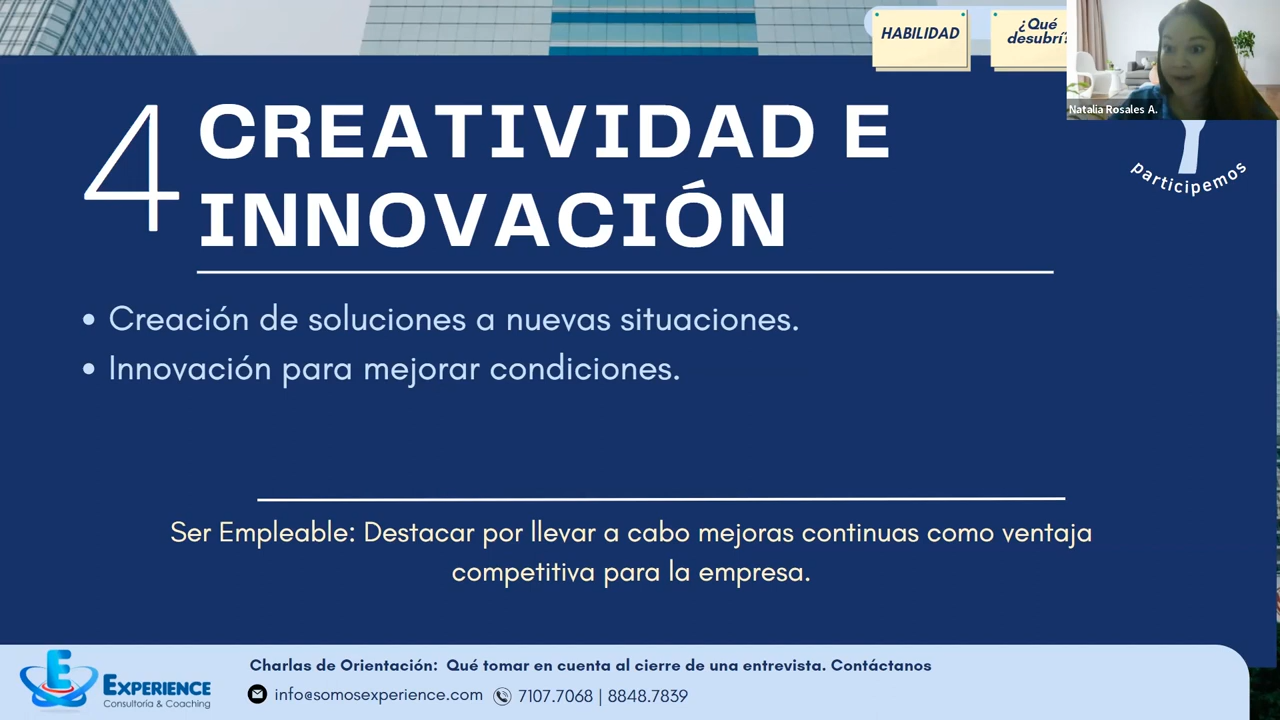 HABILIDAD
¿Qué
desubrí?
Natalia Rosales A.
participemos
4
CREATIVIDAD E
INNOVACIÓN
• Creación de soluciones a nuevas situaciones.
• Innovación para mejorar condiciones.
Ser Empleable: Destacar por llevar a cabo mejoras continuas como ventaja
competitiva para la empresa.
E EXPERIENCE
Consultoría & Coaching
Charlas de Orientación: Qué tomar en cuenta al cierre de una entrevista. Contáctanos
info@somosexperience.com 7107.7068 | 8848.7839